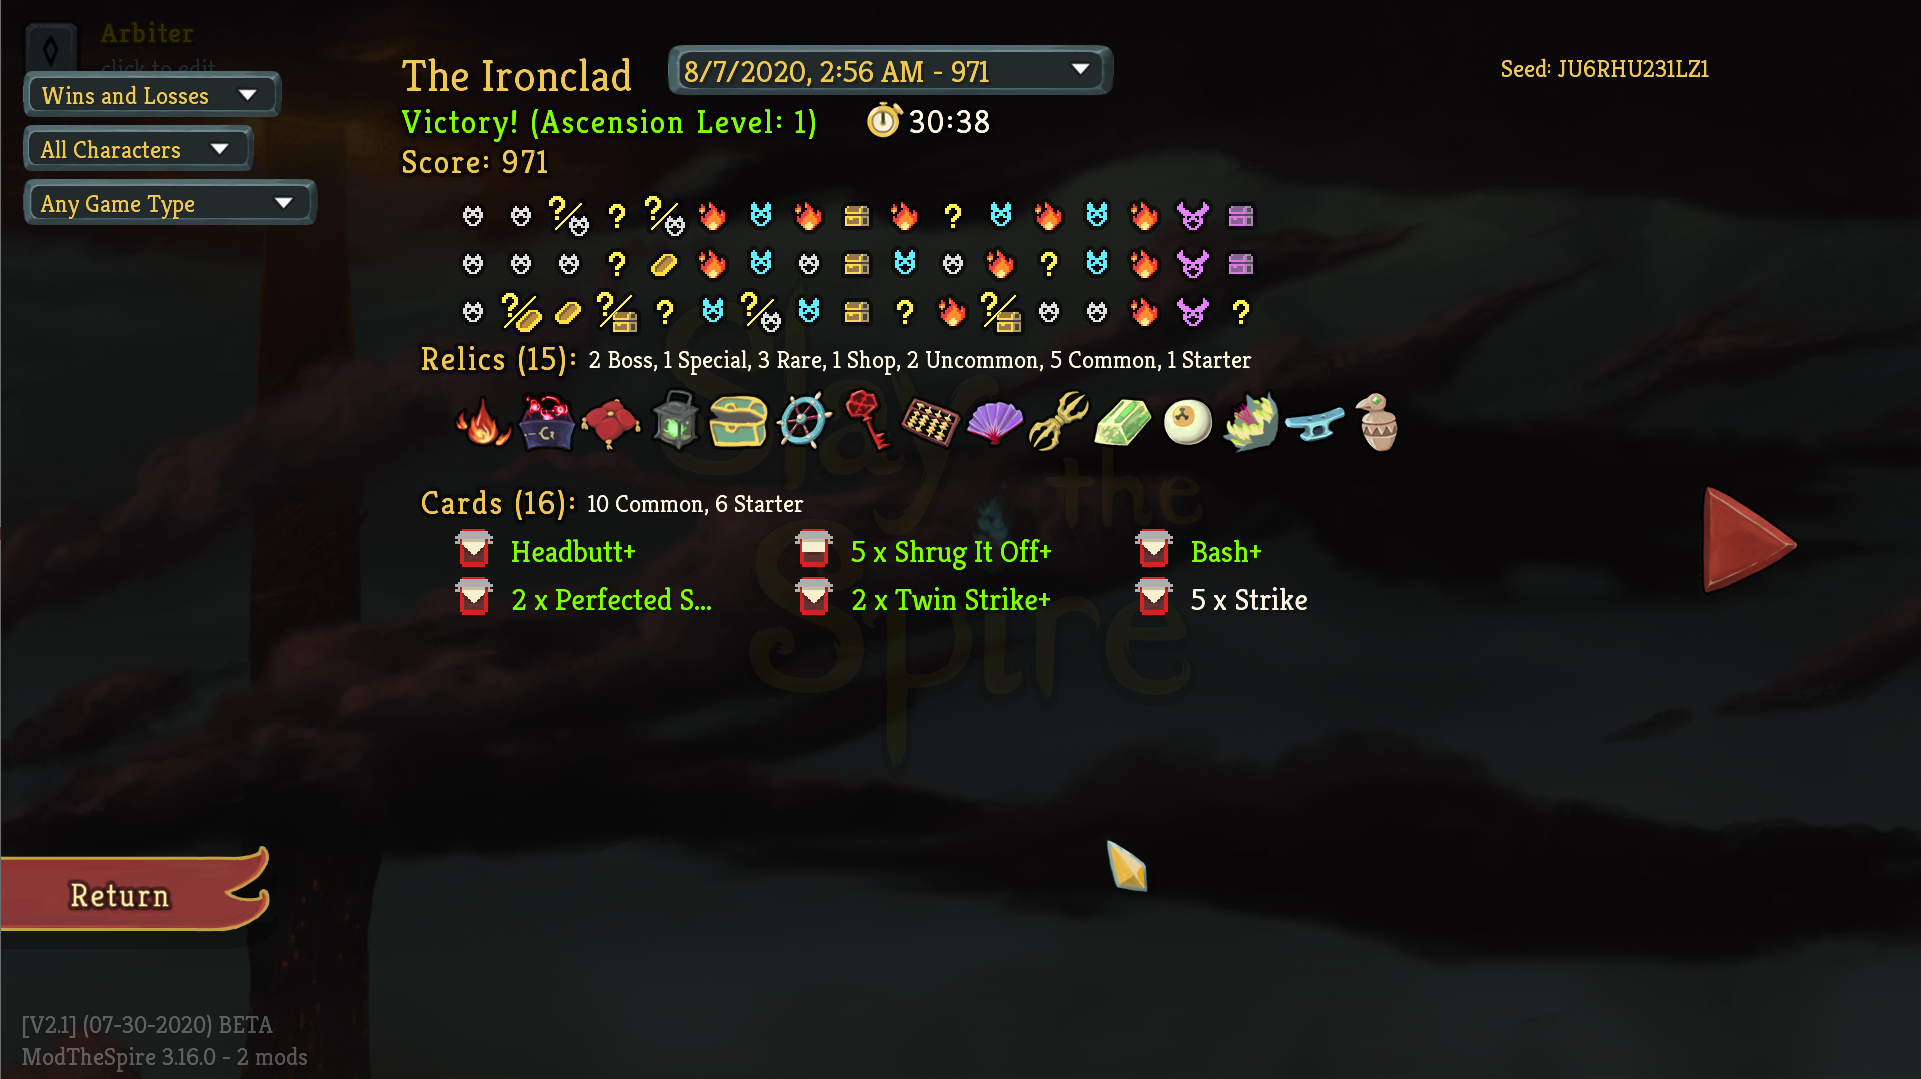 Arbiter
click to edit
Wins and Losses
All Characters
Any Game Type
The Ironclad
8/7/2020, 2:56 AM - 971
Seed: JU6RHU231LZ1
Victory! (Ascension Level: 1)
30:38
Score: 971
Relics (15): 2 Boss, 1 Special, 3 Rare, 1 Shop, 2 Uncommon, 5 Common, 1 Starter
Cards (16): 10 Common, 6 Starter
Headbutt+
5 x Shrug It Off+
Bash+
2 x Perfected S...
2 x Twin Strike+
5 x Strike
Slay
the
Spire
Return
[V2.1] (07-30-2020) BETA
ModTheSpire 3.16.0 - 2 mods